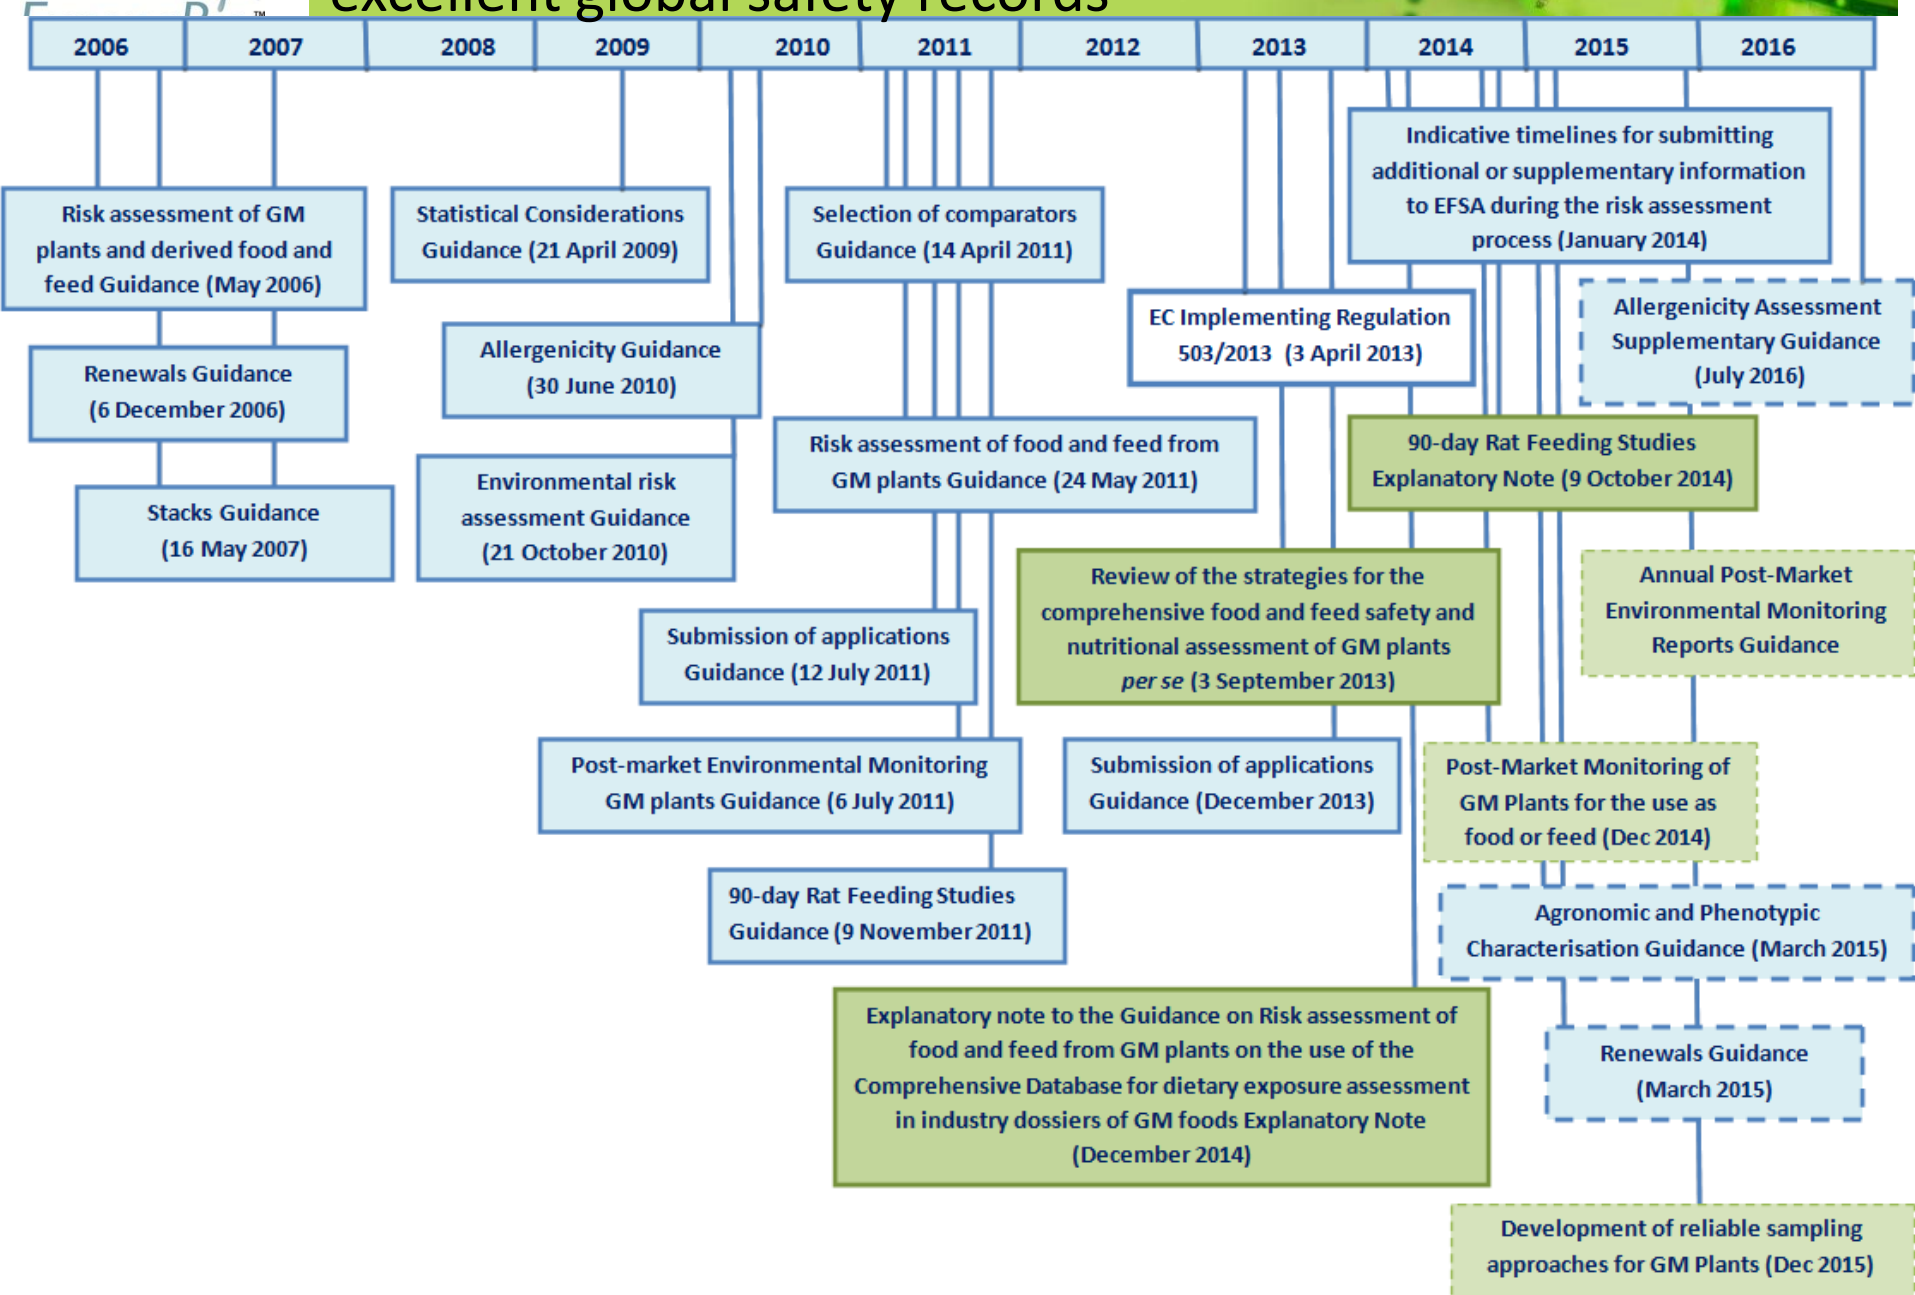 excellent global safety records
™
2006 2007 2008 2009 2010 2011 2012 2013 2014 2015 2016
Risk assessment of GM
plants and derived food and
feed Guidance (May 2006)
Renewals Guidance
(6 December 2006)
Stacks Guidance
(16 May 2007)
Statistical Considerations
Guidance (21 April 2009)
Allergenicity Guidance
(30 June 2010)
Environmental risk
assessment Guidance
(21 October 2010)
Selection of comparators
Guidance (14 April 2011)
Risk assessment of food and feed from
GM plants Guidance (24 May 2011)
Submission of applications
Guidance (12 July 2011)
Post-market Environmental Monitoring
GM plants Guidance (6 July 2011)
90-day Rat Feeding Studies
Guidance (9 November 2011)
EC Implementing Regulation
503/2013 (3 April 2013)
Review of the strategies for the
comprehensive food and feed safety and
nutritional assessment of GM plants
per se (3 September 2013)
Submission of applications
Guidance (December 2013)
Explanatory note to the Guidance on Risk assessment of
food and feed from GM plants on the use of the
Comprehensive Database for dietary exposure assessment
in industry dossiers of GM foods Explanatory Note
(December 2014)
Indicative timelines for submitting
additional or supplementary information
to EFSA during the risk assessment
process (January 2014)
Allergenicity Assessment
Supplementary Guidance
(July 2016)
90-day Rat Feeding Studies
Explanatory Note (9 October 2014)
Annual Post-Market
Environmental Monitoring
Reports Guidance
Post-Market Monitoring of
GM Plants for the use as
food or feed (Dec 2014)
Agronomic and Phenotypic
Characterisation Guidance (March 2015)
Renewals Guidance
(March 2015)
Development of reliable sampling
approaches for GM Plants (Dec 2015)